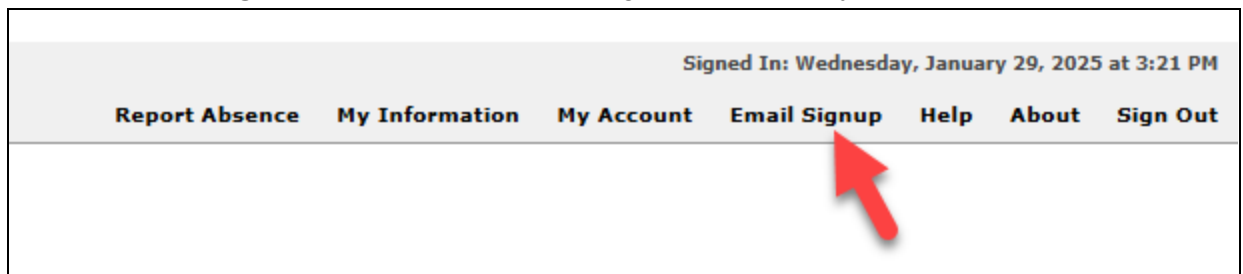 Signed In: Wednesday, January 29, 2025 at 3:21 PM
Report Absence My Information My Account Email Signup Help About Sign Out